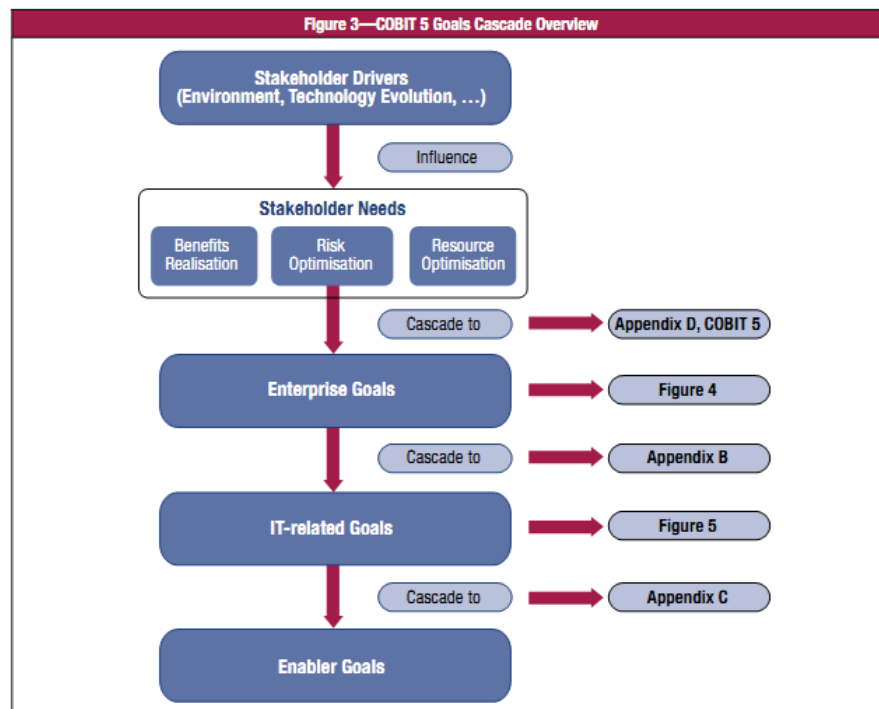 Figure 3—COBIT 5 Goals Cascade Overview
Stakeholder Drivers
(Environment, Technology Evolution, …)
Influence
Stakeholder Needs
Benefits
Realisation
Risk
Optimisation
Resource
Optimisation
Cascade to
Appendix D, COBIT 5
Enterprise Goals
Figure 4
Cascade to
Appendix B
IT-related Goals
Figure 5
Cascade to
Appendix C
Enabler Goals